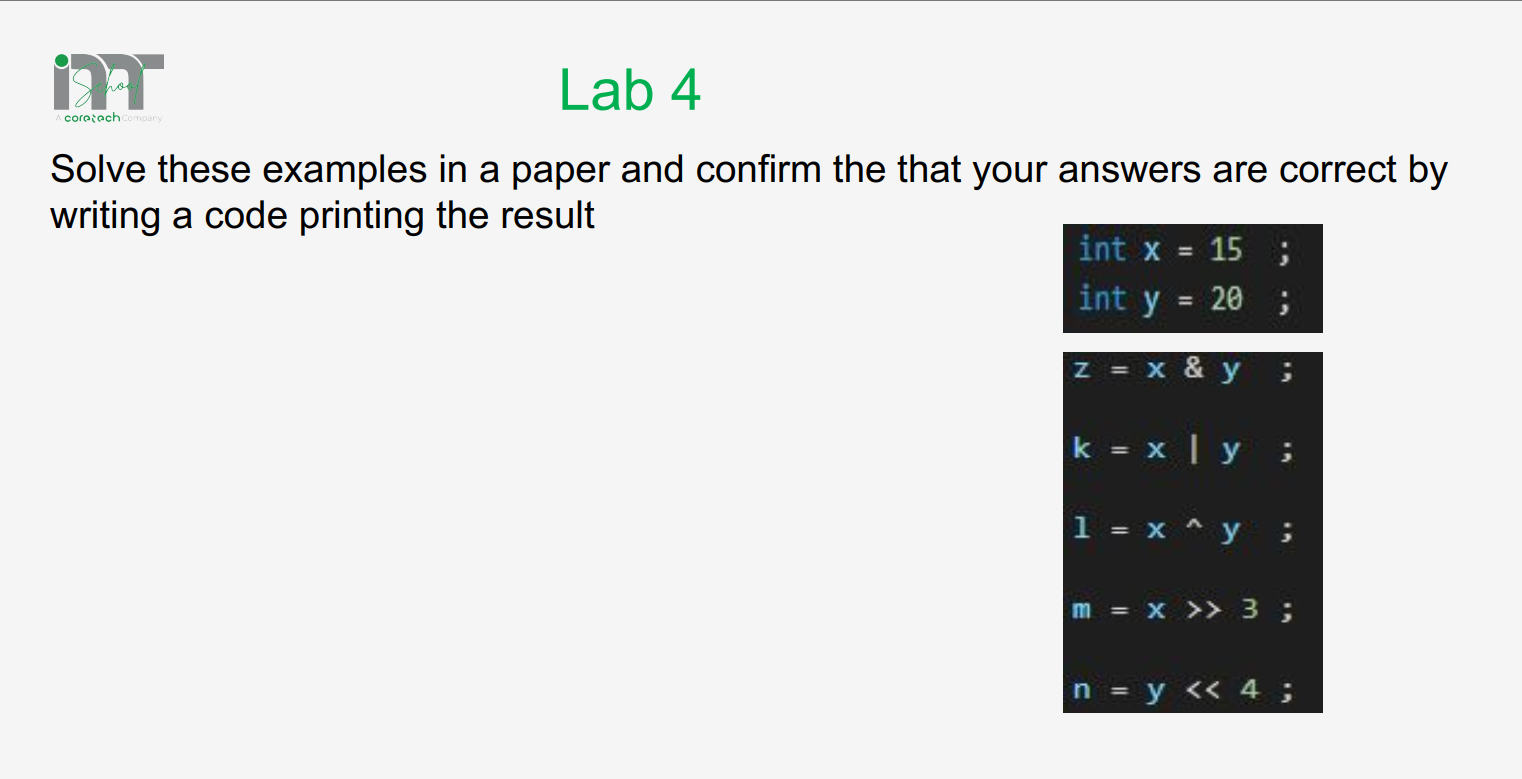 imt
School
A coretech Company
Lab 4
Solve these examples in a paper and confirm the that your answers are correct by
writing a code printing the result
int x = 15 ;
int y = 20 ;
z = x & y ;
k = x | y ;
l = x ^ y ;
m = x >> 3 ;
n = y << 4 ;